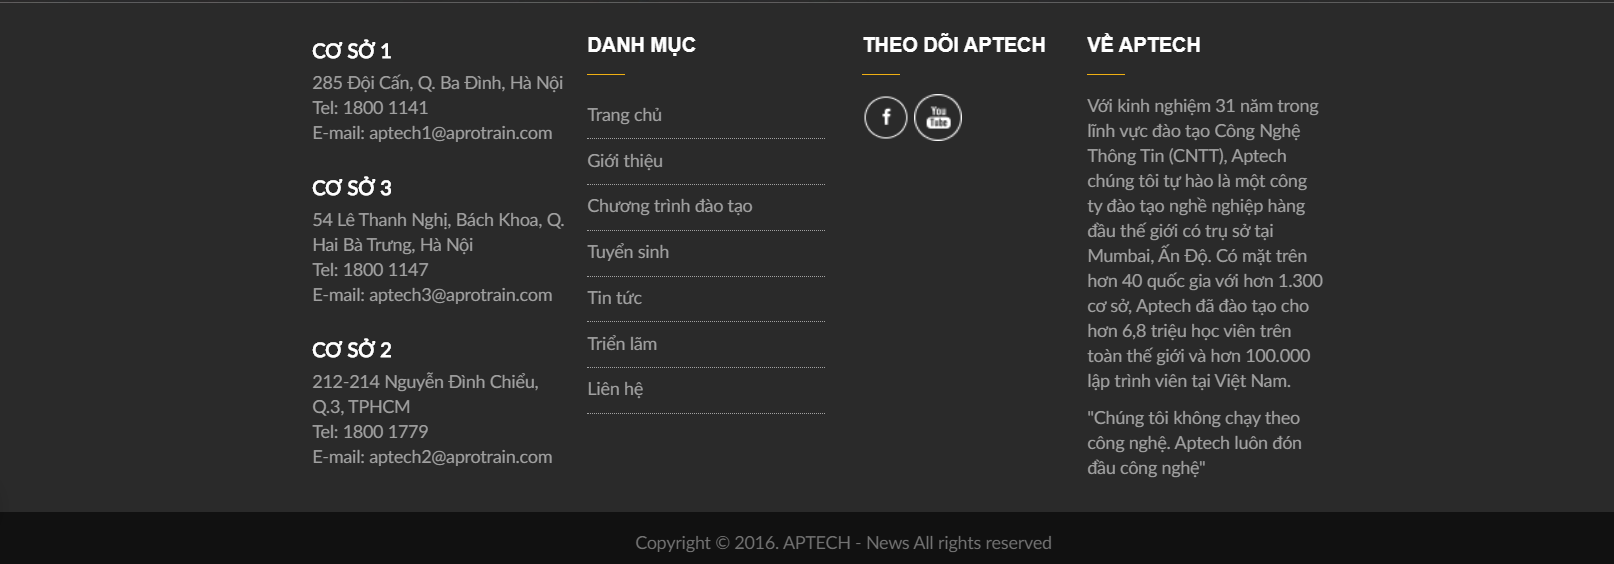 CƠ SỞ 1
285 Đội Cấn, Q. Ba Đình, Hà Nội
Tel: 1800 1141
E-mail: aptech1@aprotrain.com
CƠ SỞ 3
54 Lê Thanh Nghị, Bách Khoa, Q.
Hai Bà Trưng, Hà Nội
Tel: 1800 1147
E-mail: aptech3@aprotrain.com
CƠ SỞ 2
212-214 Nguyễn Đình Chiểu,
Q.3, TPHCM
Tel: 1800 1779
E-mail: aptech2@aprotrain.com
DANH MỤC
Trang chủ
Giới thiệu
Chương trình đào tạo
Tuyển sinh
Tin tức
Triển lãm
Liên hệ
THEO DÕI APTECH
f
You
Tube
VỀ APTECH
Với kinh nghiệm 31 năm trong
lĩnh vực đào tạo Công Nghệ
Thông Tin (CNTT), Aptech
chúng tôi tự hào là một công
ty đào tạo nghề nghiệp hàng
đầu thế giới có trụ sở tại
Mumbai, Ấn Độ. Có mặt trên
hơn 40 quốc gia với hơn 1.300
cơ sở, Aptech đã đào tạo cho
hơn 6,8 triệu học viên trên
toàn thế giới và hơn 100.000
lập trình viên tại Việt Nam.
"Chúng tôi không chạy theo
công nghệ. Aptech luôn đón
đầu công nghệ"
Copyright © 2016. APTECH - News All rights reserved